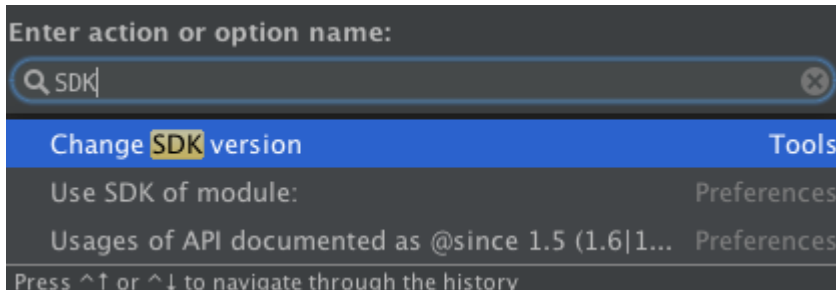 Enter action or option name:
SDK
Change SDK version Tools
Use SDK of module: Preferences
Usages of API documented as @since 1.5 (1.6|1... Preferences
Press ^↑ or ^↓ to navigate through the history